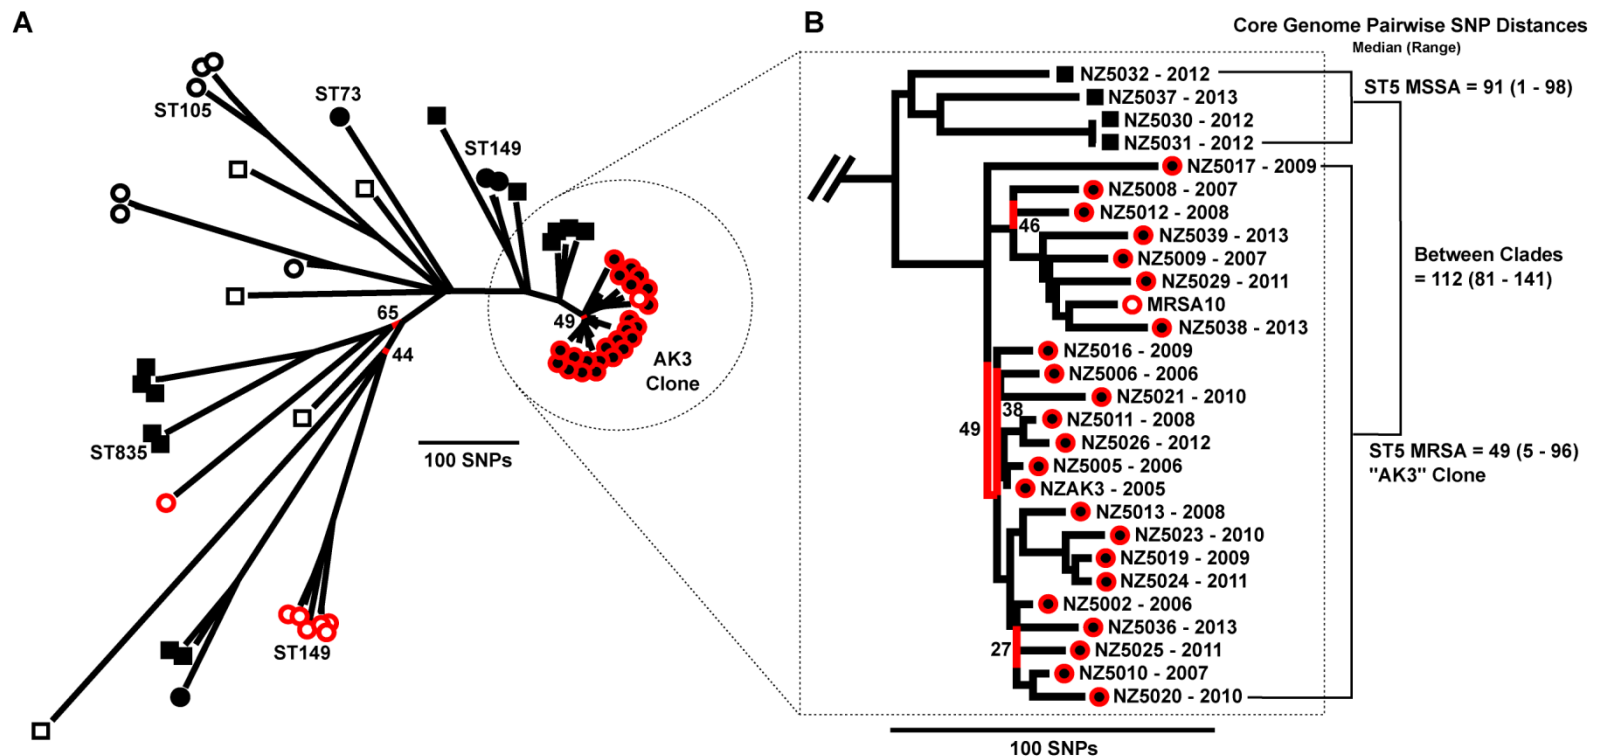 A
ST105
ST73
ST149
65
44
49
AK3
Clone
ST835
ST149
100 SNPs
B
Core Genome Pairwise SNP Distances
Median (Range)
NZ5032 - 2012
NZ5037 - 2013
NZ5030 - 2012
NZ5031 - 2012
NZ5017 - 2009
NZ5008 - 2007
NZ5012 - 2008
46
NZ5039 - 2013
NZ5009 - 2007
NZ5029 - 2011
MRSA10
NZ5038 - 2013
NZ5016 - 2009
NZ5006 - 2006
NZ5021 - 2010
38
NZ5011 - 2008
49
NZ5026 - 2012
NZ5005 - 2006
NZAK3 - 2005
NZ5013 - 2008
NZ5023 - 2010
NZ5019 - 2009
NZ5024 - 2011
NZ5002 - 2006
NZ5036 - 2013
27
NZ5025 - 2011
NZ5010 - 2007
NZ5020 - 2010
100 SNPs
ST5 MSSA = 91 (1 - 98)
Between Clades
= 112 (81 - 141)
ST5 MRSA = 49 (5 - 96)
"AK3" Clone